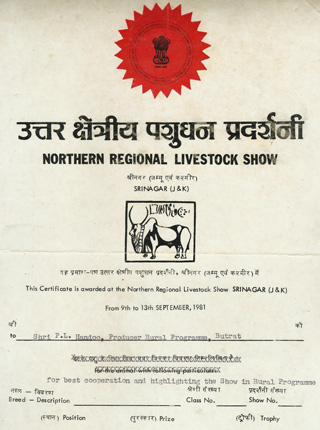 उत्तर क्षेत्रीय पशुधन प्रदर्शनी
NORTHERN REGIONAL LIVESTOCK SHOW
श्रीनगर (जम्मू एवं कश्मीर)
SRINAGAR (J & K)
यह प्रमाण-पत्र उत्तर क्षेत्रीय पशुधन प्रदर्शनी, श्रीनगर (जम्मू एवं कश्मीर) में
This Certificate is awarded at the Northern Regional Livestock Show SRINAGAR (J & K)
From 9th to 13th SEPTEMBER, 1981
श्री को
to Shri P.L. Handoo, Producer Rural Programme, Butrat
for best cooperation and highlighting the Show in Rural Programme
नस्ल - विवरण श्रेणी संख्या प्रदर्शनी संख्या
Breed - Description Class No. Show No.
(स्थान) Position (पुरस्कार) Prize (ट्रॉफी) Trophy